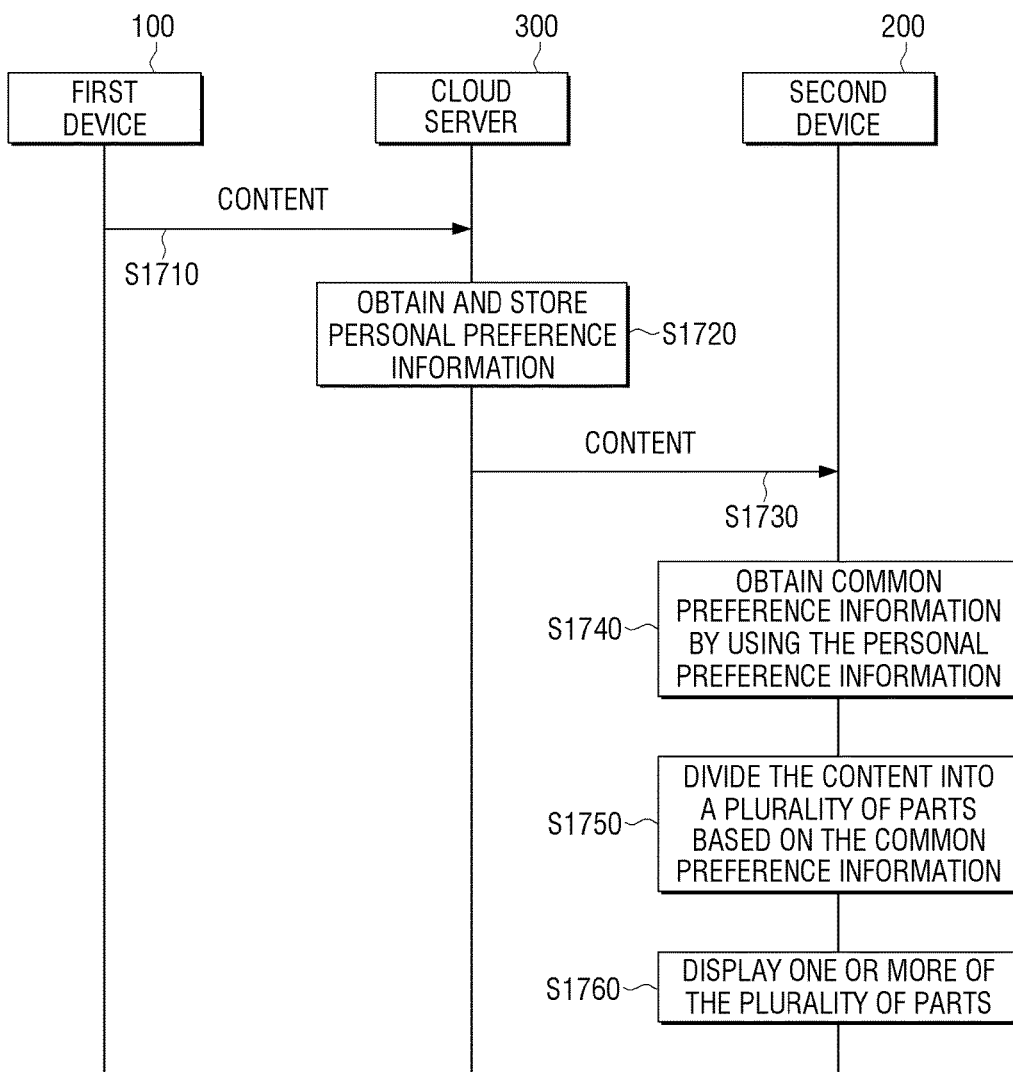 100
300
200
FIRST
DEVICE
CLOUD
SERVER
SECOND
DEVICE
CONTENT
S1710
OBTAIN AND STORE
PERSONAL PREFERENCE
INFORMATION
S1720
CONTENT
S1730
OBTAIN COMMON
PREFERENCE INFORMATION
BY USING THE PERSONAL
PREFERENCE INFORMATION
S1740
DIVIDE THE CONTENT INTO
A PLURALITY OF PARTS
BASED ON THE COMMON
PREFERENCE INFORMATION
S1750
DISPLAY ONE OR MORE OF
THE PLURALITY OF PARTS
S1760